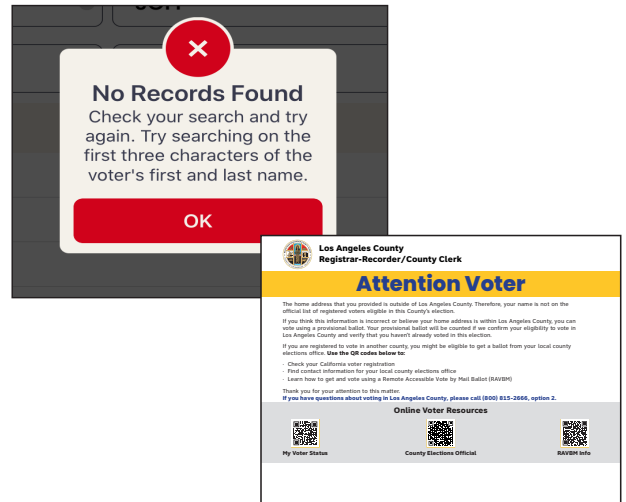 No Records Found
Check your search and try
again. Try searching on the
first three characters of the
voter's first and last name.
OK
Los Angeles County
Registrar-Recorder/County Clerk
Attention Voter
The home address that you provided is outside of Los Angeles County. Therefore, your name is not on the
official list of registered voters eligible in this County's election.
If you think this information is incorrect or believe your home address is within Los Angeles County, you can
vote using a provisional ballot. Your provisional ballot will be counted if we confirm your eligibility to vote in
Los Angeles County and verify that you haven't already voted in this election.
If you are registered to vote in another county, you might be eligible to get a ballot from your local county
elections office. Use the QR codes below to:
- Check your California voter registration
- Find contact information for your local county elections office
- Learn how to get and vote using a Remote Accessible Vote by Mail Ballot (RAVBM)
Thank you for your attention to this matter.
If you have questions about voting in Los Angeles County, please call (800) 815-2666, option 2.
Online Voter Resources
My Voter Status
County Elections Official
RAVBM Info